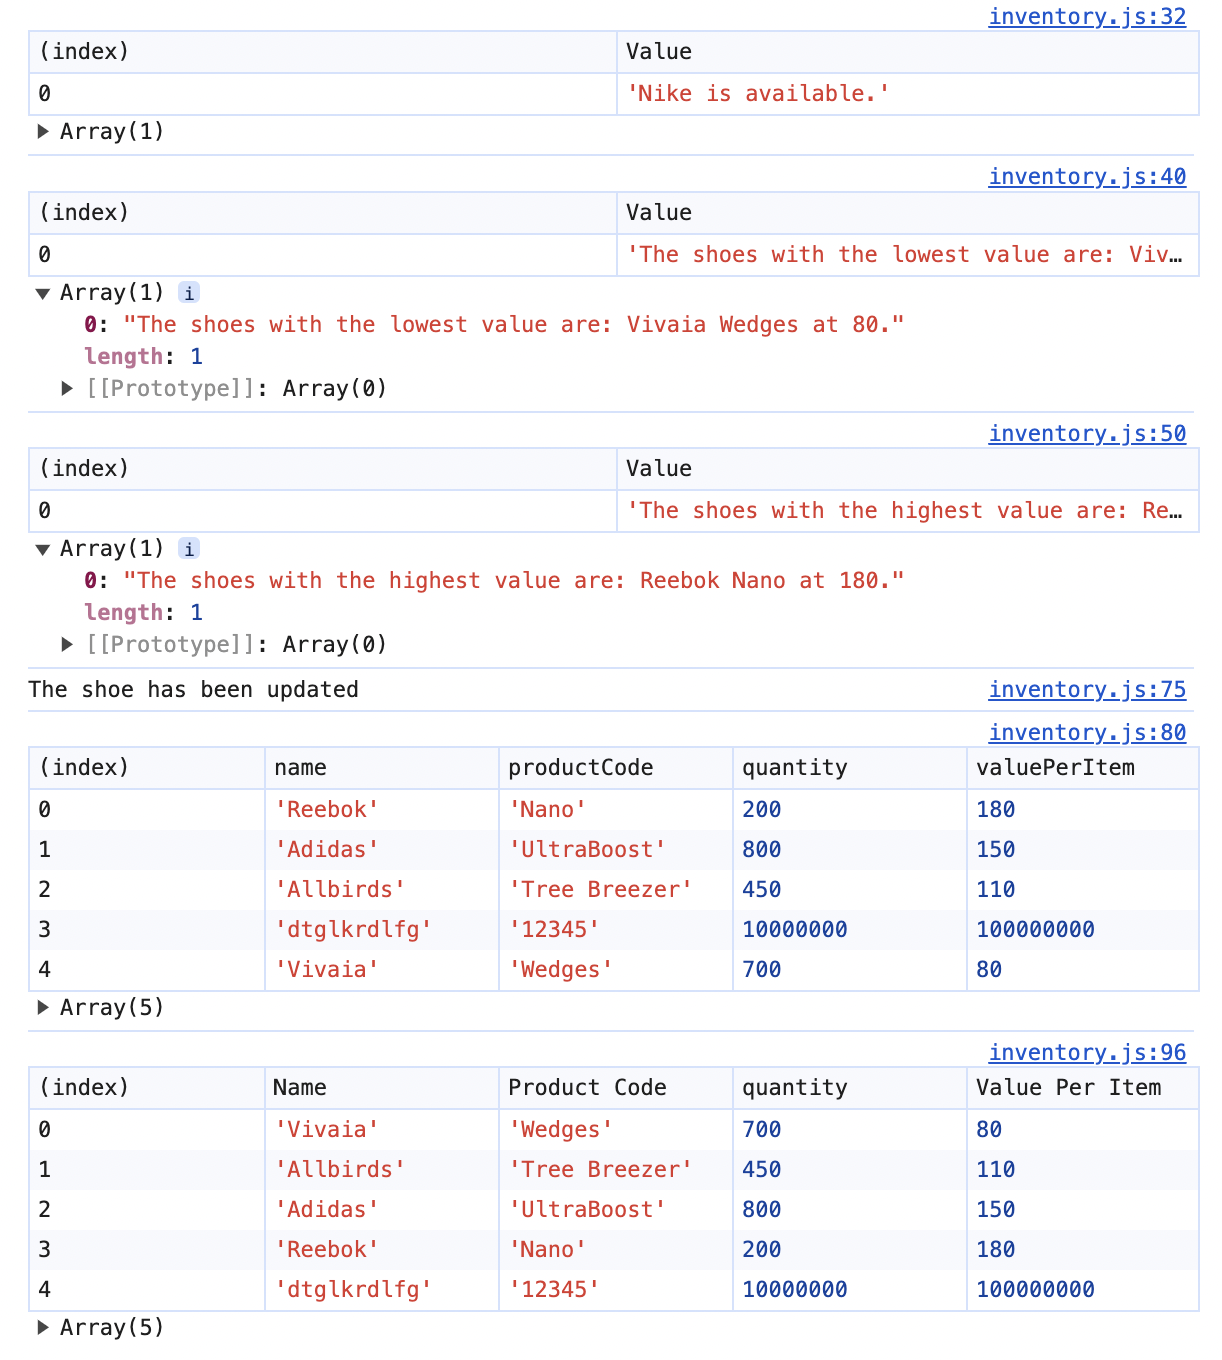 inventory.js:32
(index) Value
0 'Nike is available.'
▶ Array(1)
inventory.js:40
(index) Value
0 'The shoes with the lowest value are: Viv…
▼ Array(1) i
0: "The shoes with the lowest value are: Vivaia Wedges at 80."
length: 1
▶ [[Prototype]]: Array(0)
inventory.js:50
(index) Value
0 'The shoes with the highest value are: Re…
▼ Array(1) i
0: "The shoes with the highest value are: Reebok Nano at 180."
length: 1
▶ [[Prototype]]: Array(0)
The shoe has been updated inventory.js:75
inventory.js:80
(index) name productCode quantity valuePerItem
0 'Reebok' 'Nano' 200 180
1 'Adidas' 'UltraBoost' 800 150
2 'Allbirds' 'Tree Breezer' 450 110
3 'dtglkrdlfg' '12345' 10000000 100000000
4 'Vivaia' 'Wedges' 700 80
▶ Array(5)
inventory.js:96
(index) Name Product Code quantity Value Per Item
0 'Vivaia' 'Wedges' 700 80
1 'Allbirds' 'Tree Breezer' 450 110
2 'Adidas' 'UltraBoost' 800 150
3 'Reebok' 'Nano' 200 180
4 'dtglkrdlfg' '12345' 10000000 100000000
▶ Array(5)